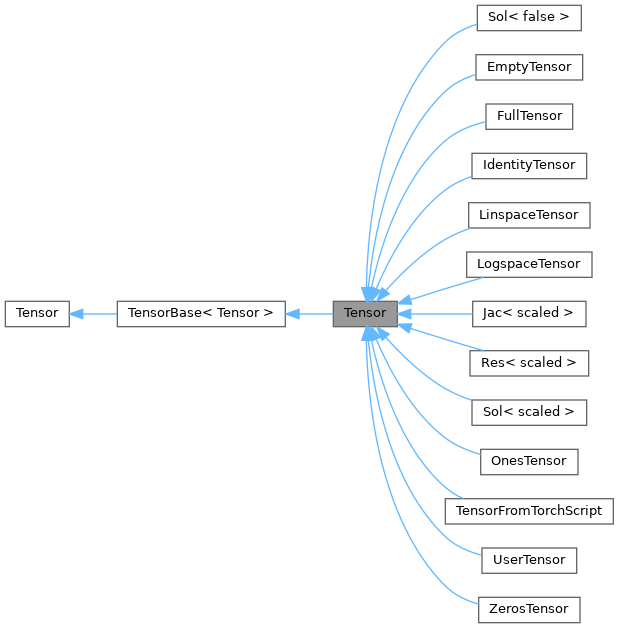 Tensor
TensorBase< Tensor >
Tensor
Sol< false >
EmptyTensor
FullTensor
IdentityTensor
LinspaceTensor
LogspaceTensor
Jac< scaled >
Res< scaled >
Sol< scaled >
OnesTensor
TensorFromTorchScript
UserTensor
ZerosTensor